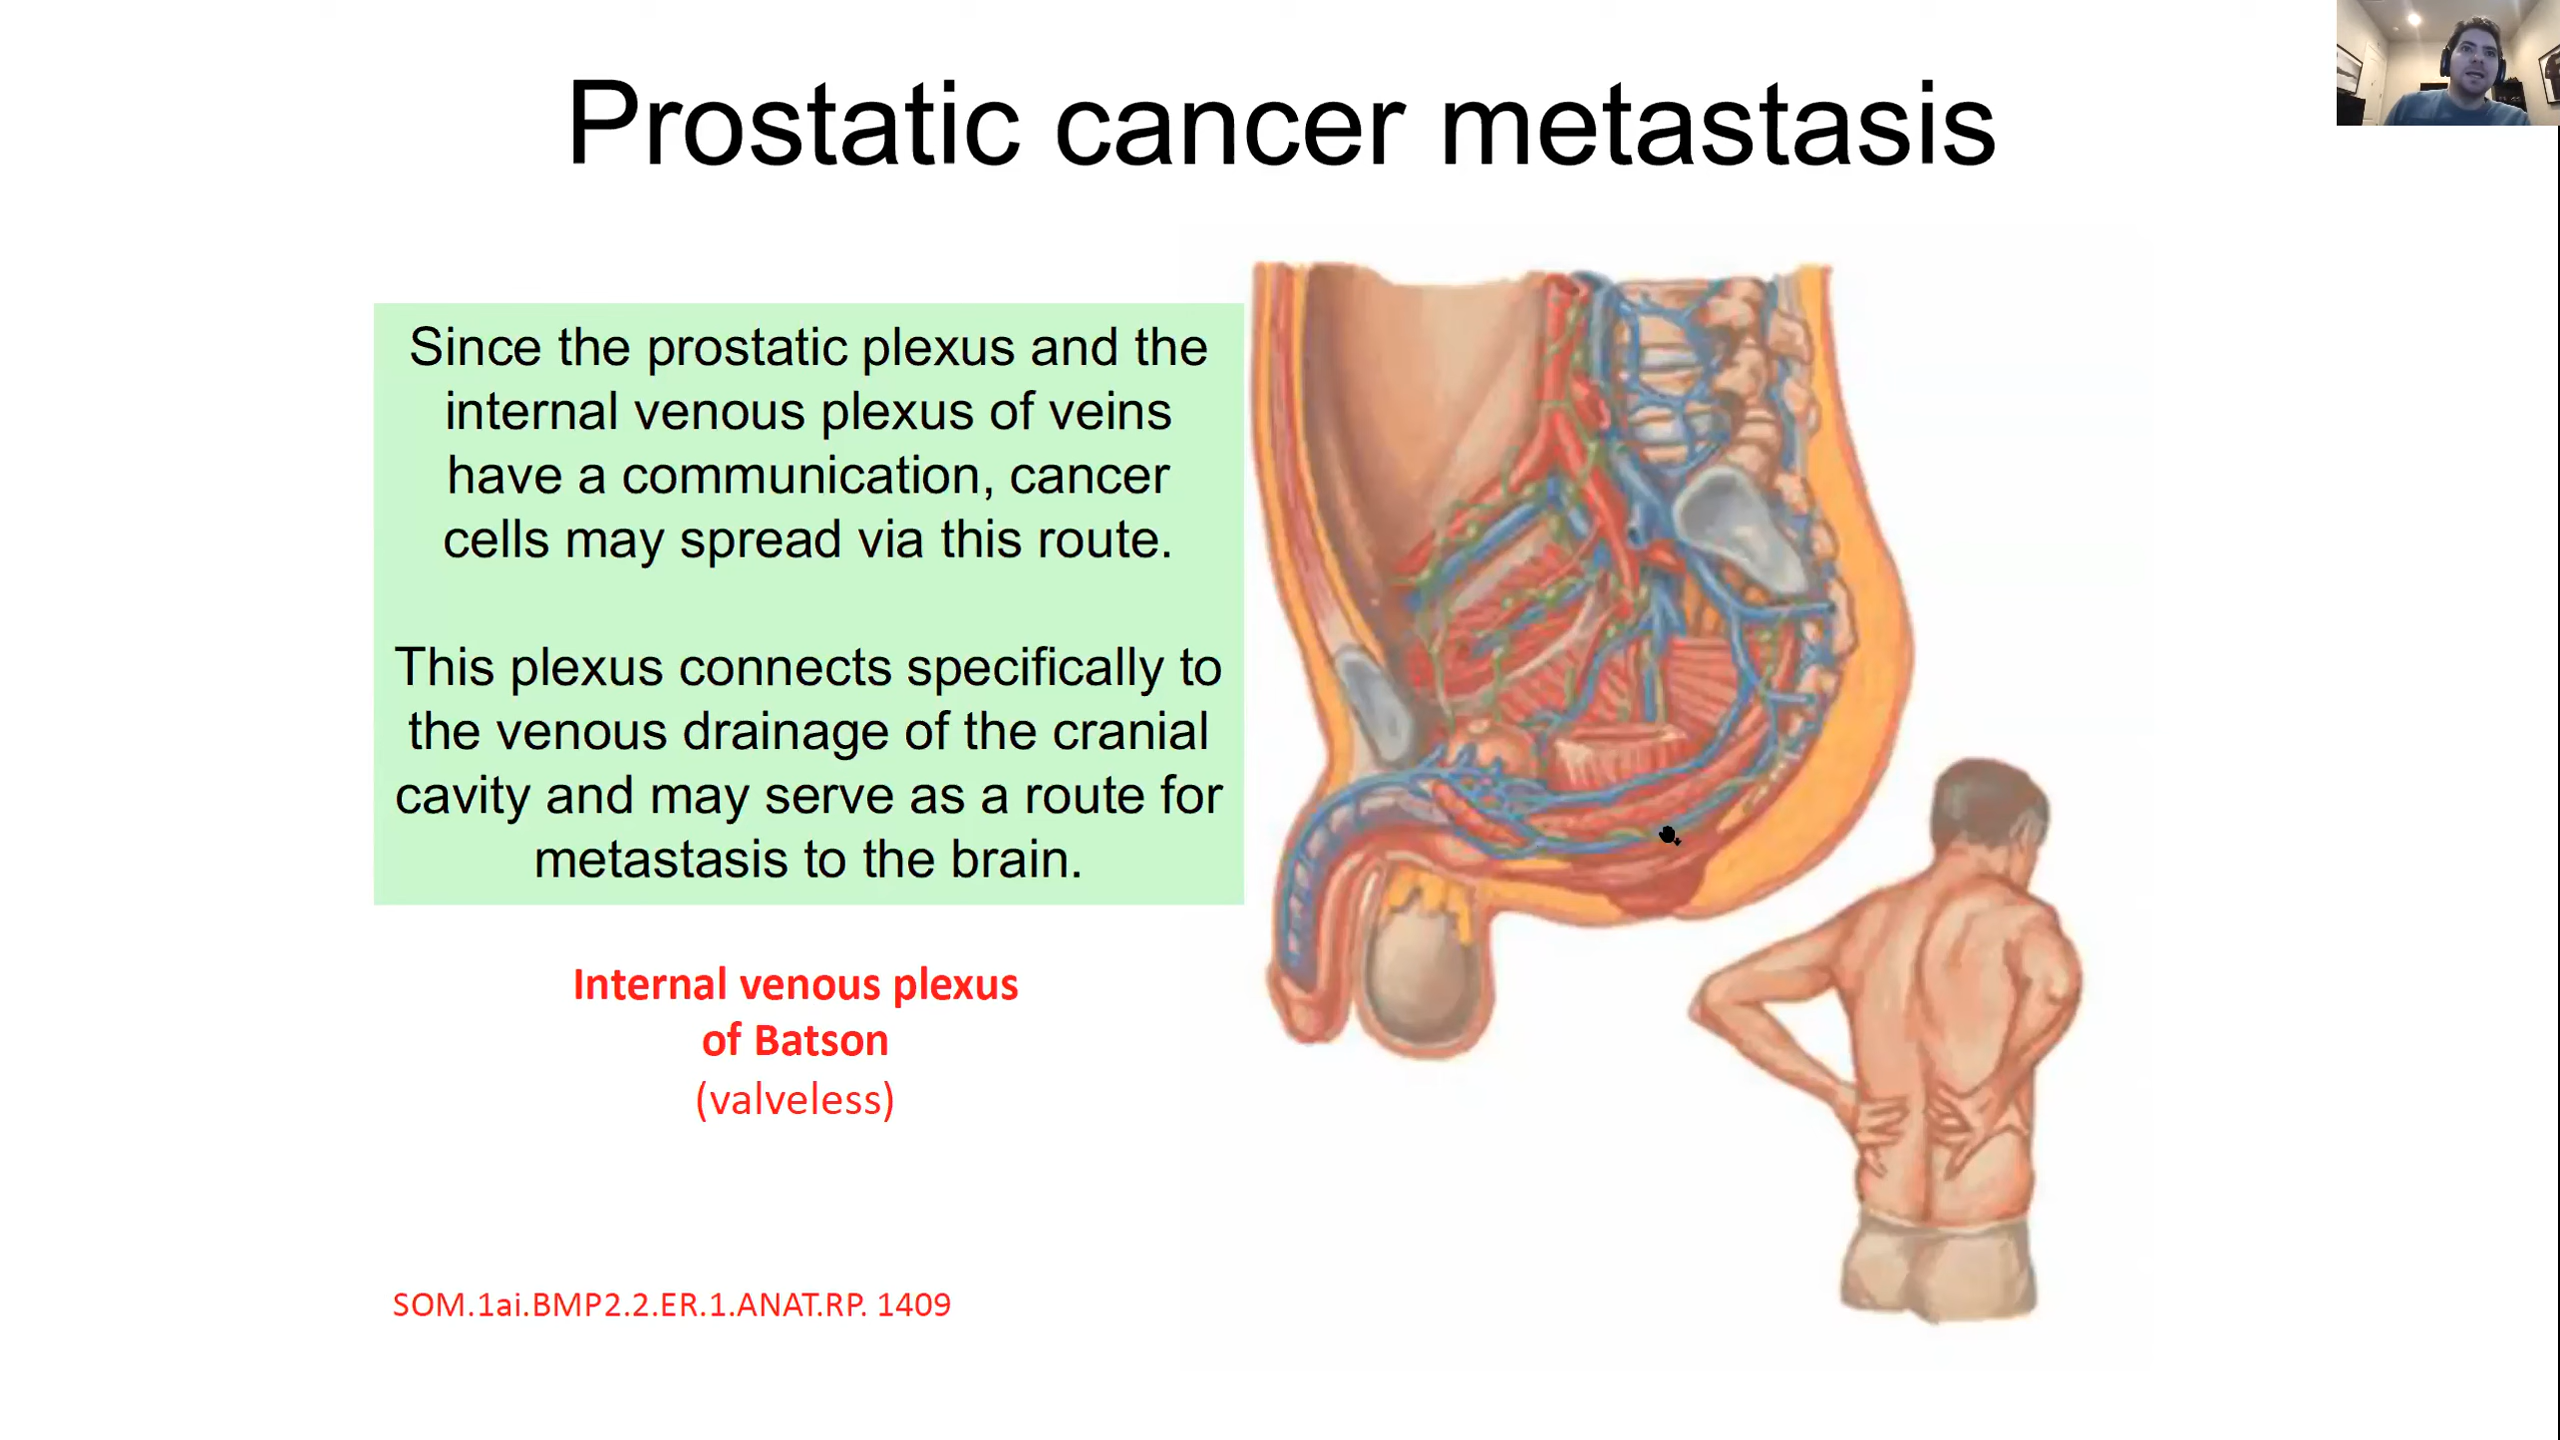 Prostatic cancer metastasis
Since the prostatic plexus and the
internal venous plexus of veins
have a communication, cancer
cells may spread via this route.
This plexus connects specifically to
the venous drainage of the cranial
cavity and may serve as a route for
metastasis to the brain.
Internal venous plexus
of Batson
(valveless)
SOM.1ai.BMP2.2.ER.1.ANAT.RP. 1409